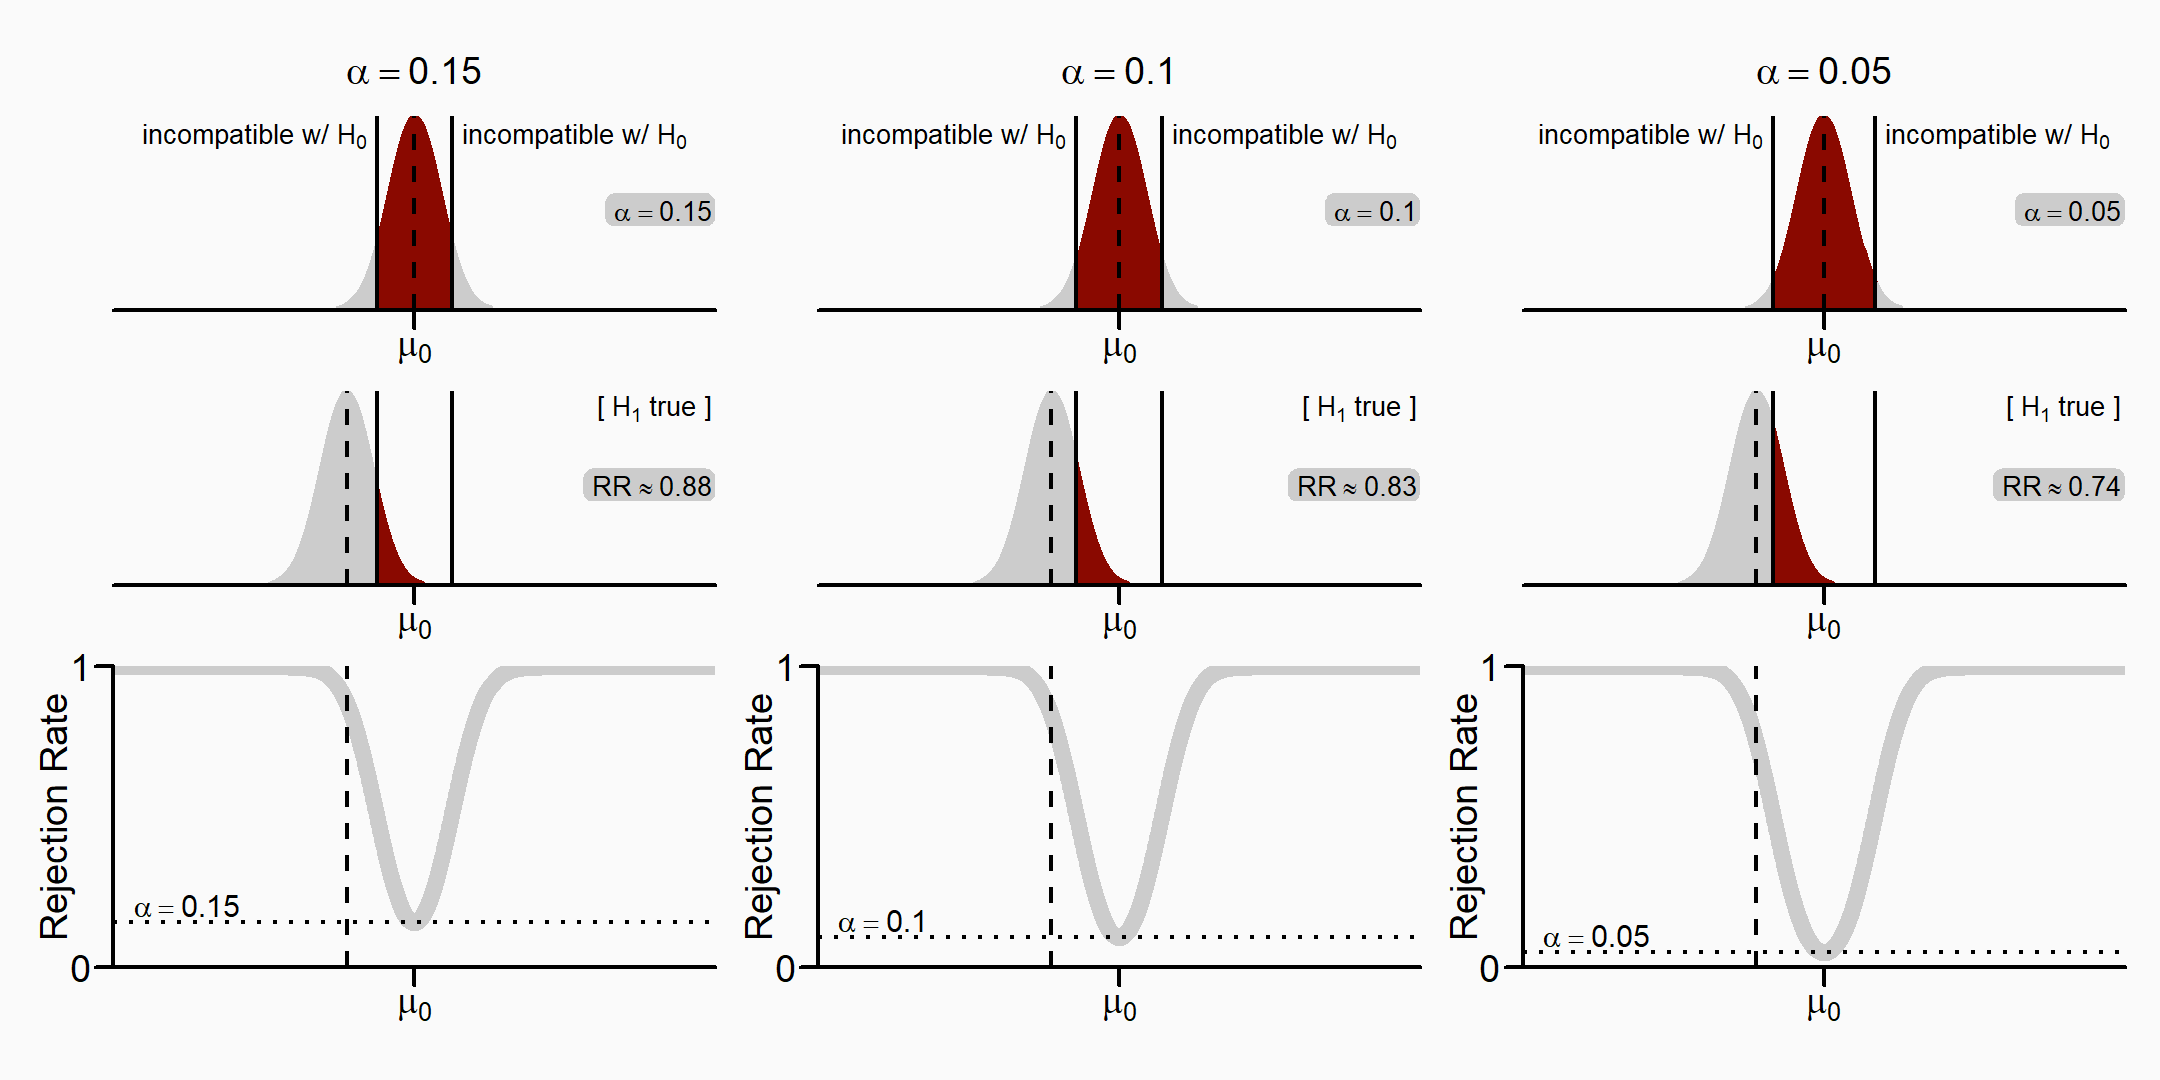 α = 0.15
incompatible w/ H₀ incompatible w/ H₀
α = 0.15
μ₀
[ H₁ true ]
RR ≈ 0.88
μ₀
1
Rejection Rate
α = 0.15
0
μ₀
α = 0.1
incompatible w/ H₀ incompatible w/ H₀
α = 0.1
μ₀
[ H₁ true ]
RR ≈ 0.83
μ₀
1
Rejection Rate
α = 0.1
0
μ₀
α = 0.05
incompatible w/ H₀ incompatible w/ H₀
α = 0.05
μ₀
[ H₁ true ]
RR ≈ 0.74
μ₀
1
Rejection Rate
α = 0.05
0
μ₀